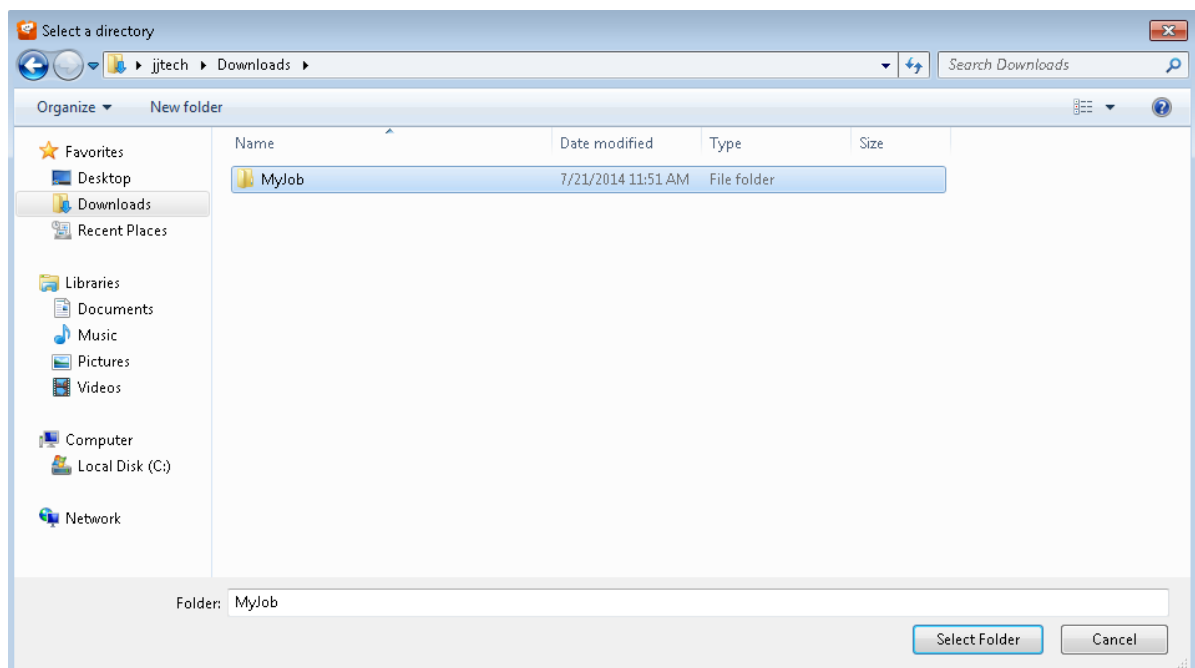 Select a directory
jjtech Downloads
Search Downloads
Organize New folder
Name Date modified Type Size
MyJob 7/21/2014 11:51 AM File folder
Favorites
Desktop
Downloads
Recent Places
Libraries
Documents
Music
Pictures
Videos
Computer
Local Disk (C:)
Network
Folder: MyJob
Select Folder Cancel